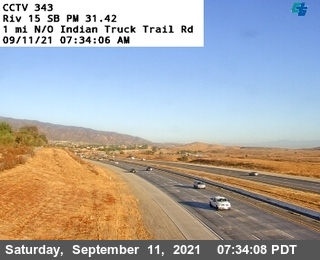 CCTV 343
Riv 15 SB PM 31.42
1 mi N/O Indian Truck Trail Rd
09/11/21 07:34:06 AM
Saturday, September 11, 2021 07:34:08 PDT